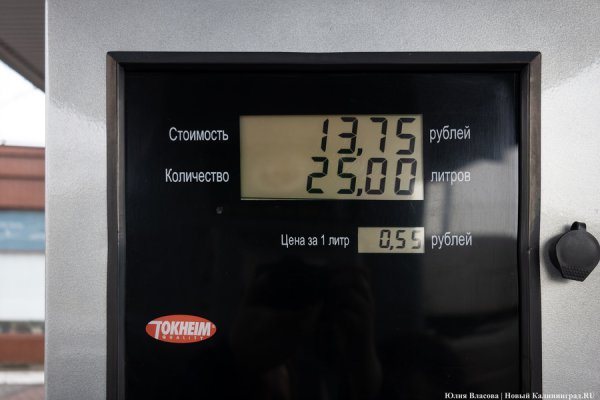 Стоимость 13,75 рублей
Количество 25,00 литров
Цена за 1 литр 0,55 рублей
TOKHEIM
QUALITY
Юлия Власова | Новый Калининград.RU